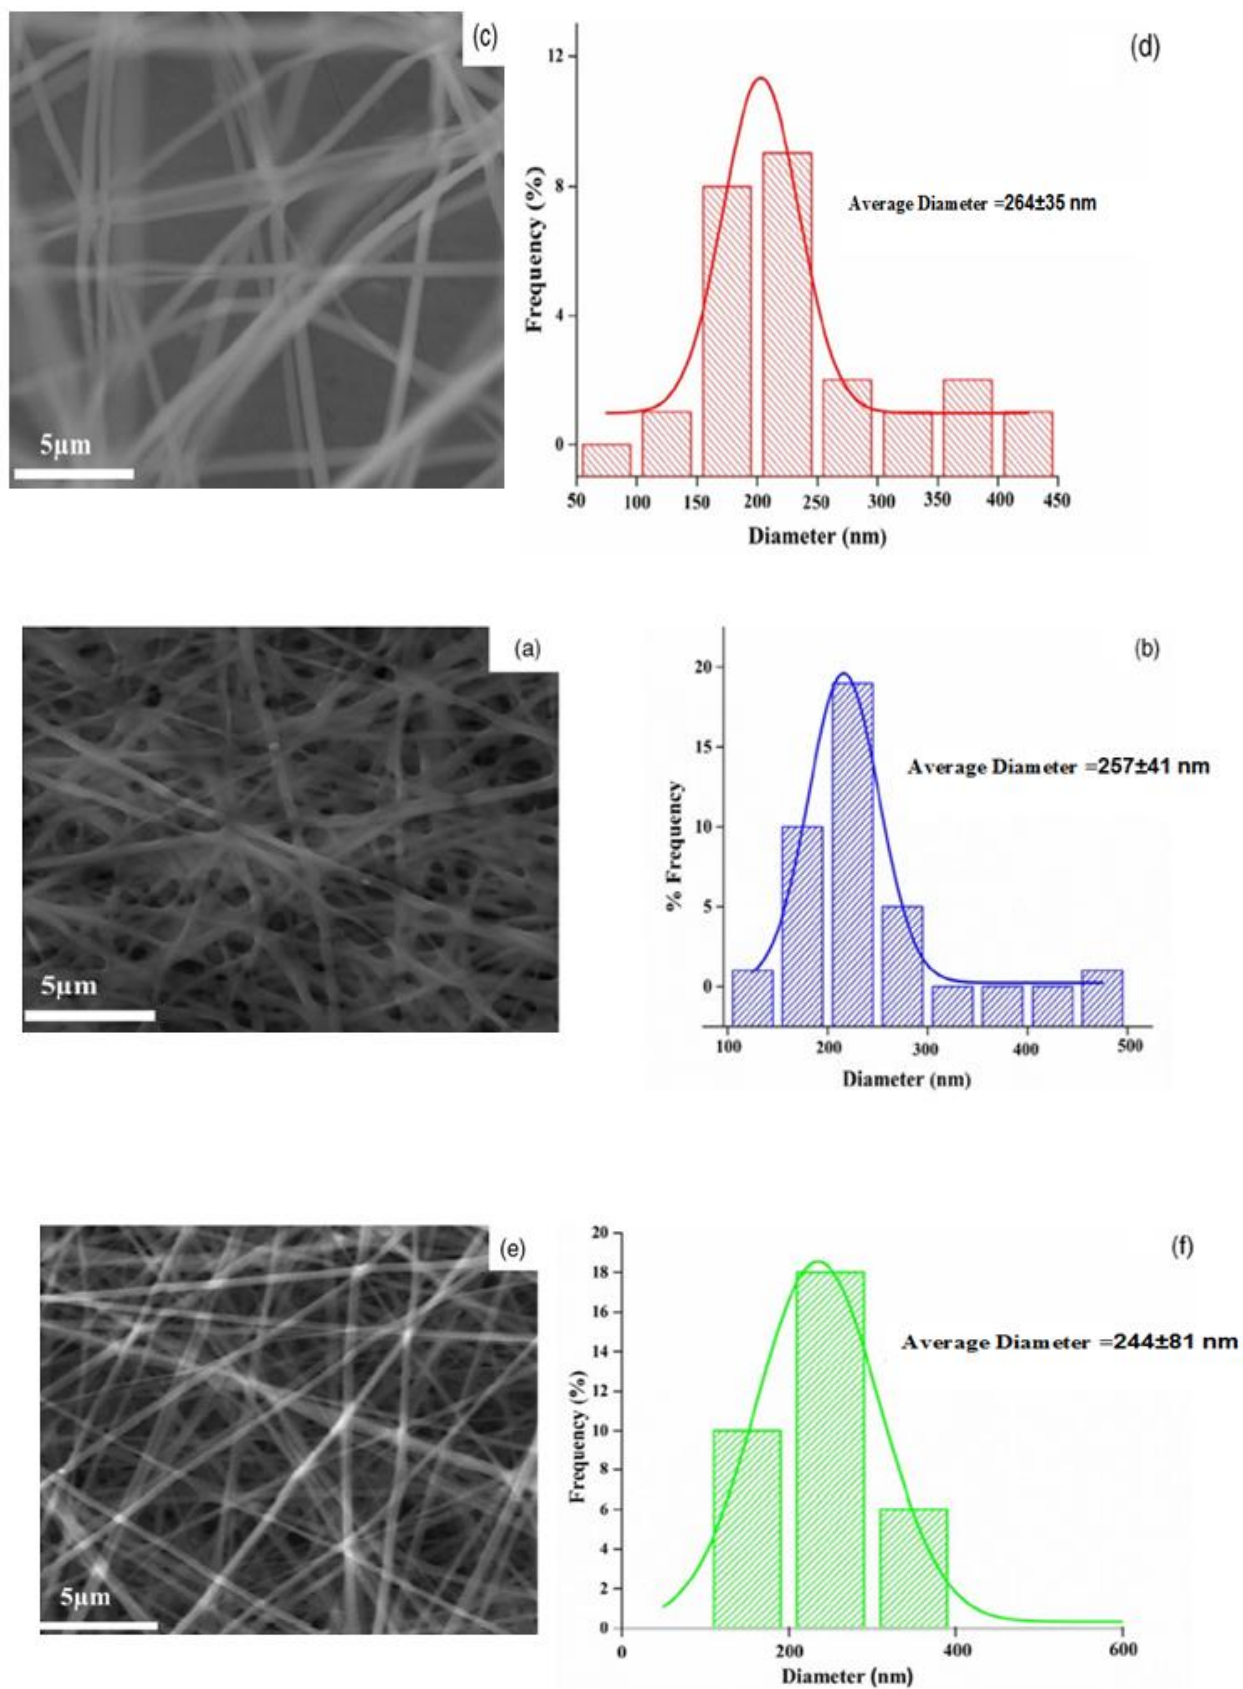 (c)
5μm
(d)
12
8
4
0
Frequency (%)
Average Diameter =264±35 nm
50 100 150 200 250 300 350 400 450
Diameter (nm)
(a)
5μm
(b)
20
15
10
5
0
% Frequency
Average Diameter =257±41 nm
100 200 300 400 500
Diameter (nm)
(e)
5μm
(f)
20
18
16
14
12
10
8
6
4
2
0
Frequency (%)
Average Diameter =244±81 nm
0 200 400 600
Diameter (nm)